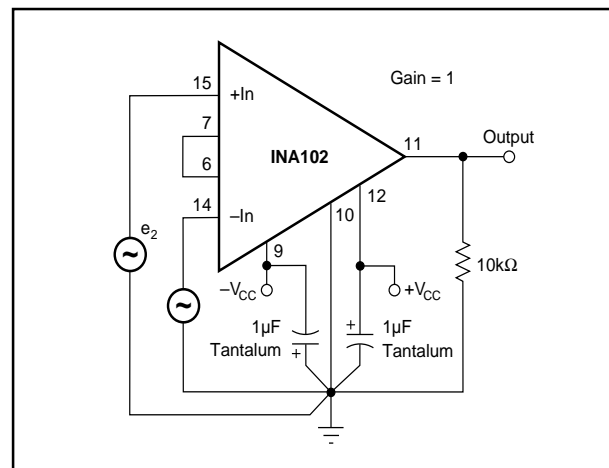 Gain = 1
15
+In
7
11
Output
INA102
6
12
14
–In
10
e2
9
10kΩ
–VCC
+VCC
1µF
Tantalum
+
+
1µF
Tantalum